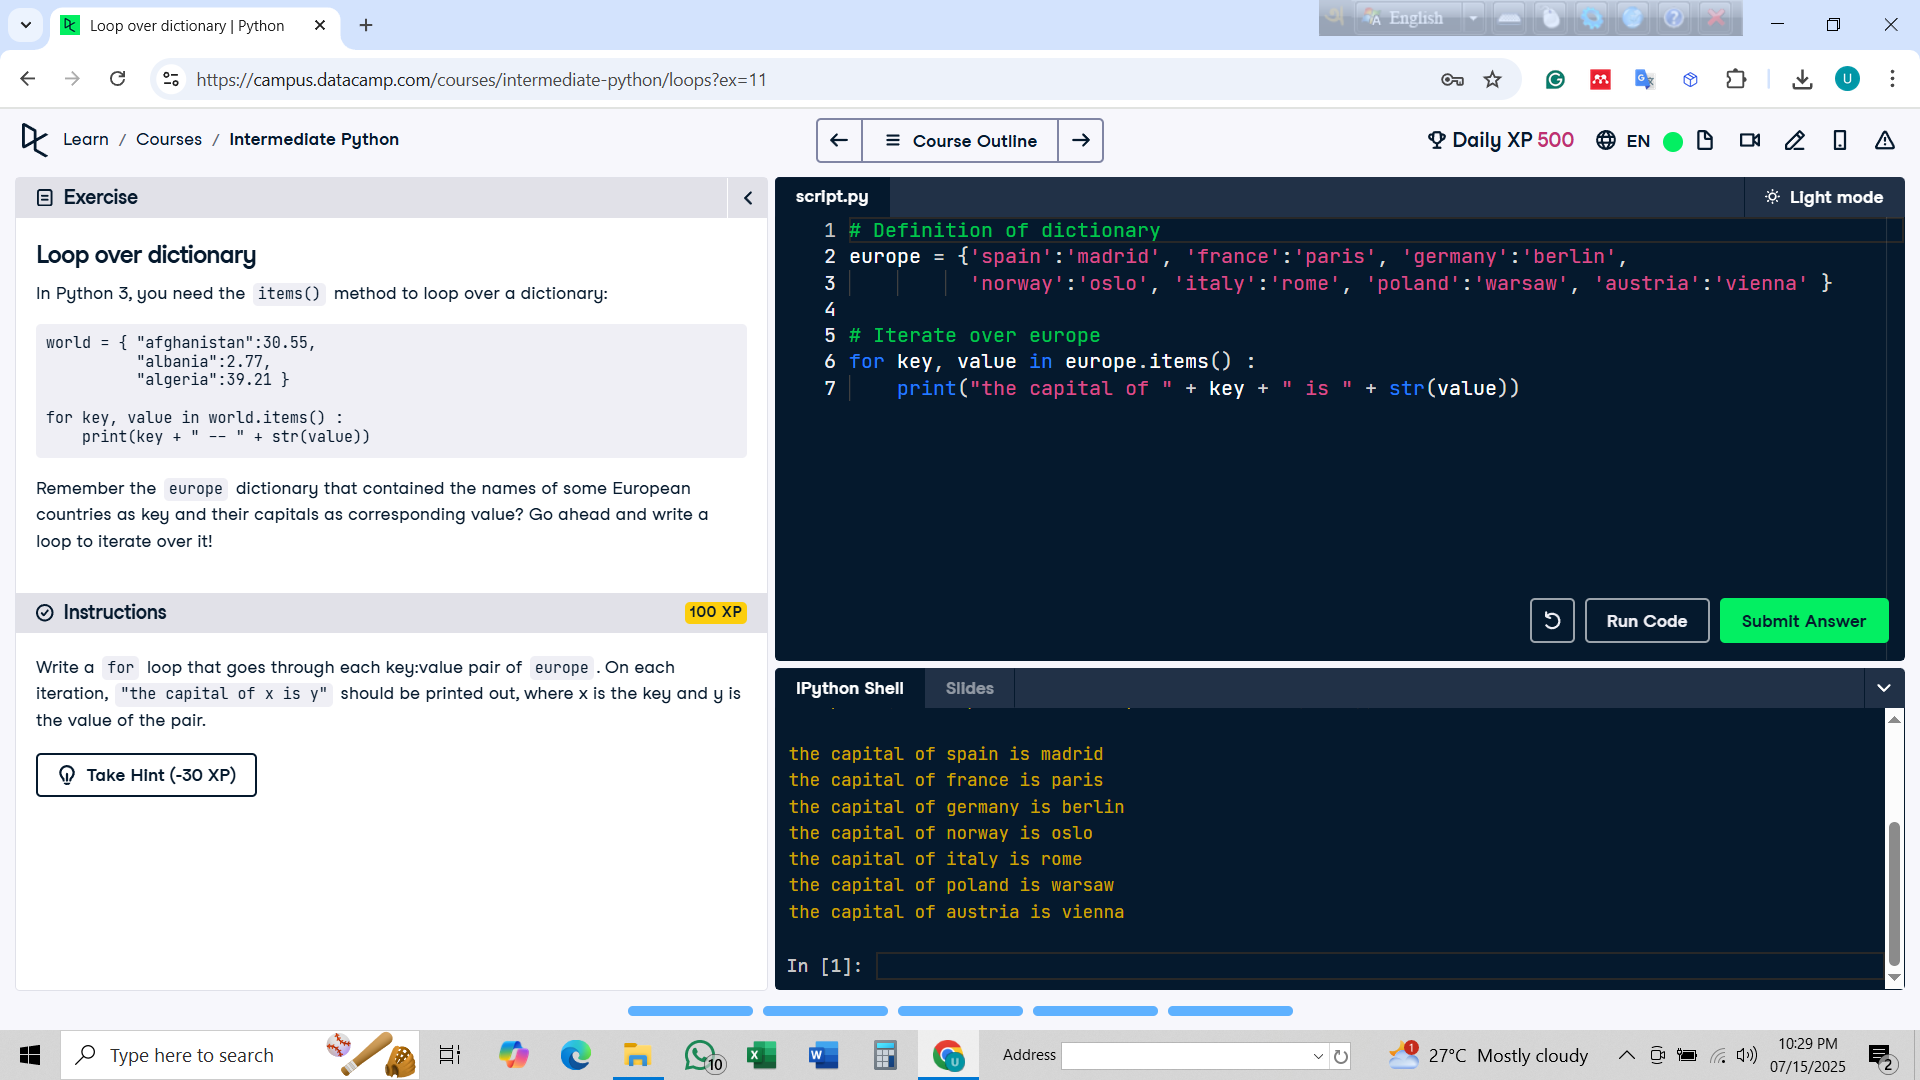 Loop over dictionary | Python
English
https://campus.datacamp.com/courses/intermediate-python/loops?ex=11
U
Learn / Courses / Intermediate Python
Course Outline
Daily XP 500
EN
Exercise
Loop over dictionary
In Python 3, you need the items() method to loop over a dictionary:
world = { "afghanistan":30.55,
"albania":2.77,
"algeria":39.21 }
for key, value in world.items() :
print(key + " -- " + str(value))
Remember the europe dictionary that contained the names of some European
countries as key and their capitals as corresponding value? Go ahead and write a
loop to iterate over it!
Instructions
100 XP
Write a for loop that goes through each key:value pair of europe. On each
iteration, "the capital of x is y" should be printed out, where x is the key and y is
the value of the pair.
Take Hint (-30 XP)
script.py
Light mode
1 # Definition of dictionary
2 europe = {'spain':'madrid', 'france':'paris', 'germany':'berlin',
3 'norway':'oslo', 'italy':'rome', 'poland':'warsaw', 'austria':'vienna' }
4
5 # Iterate over europe
6 for key, value in europe.items() :
7 print("the capital of " + key + " is " + str(value))
Run Code
Submit Answer
IPython Shell
Slides
the capital of spain is madrid
the capital of france is paris
the capital of germany is berlin
the capital of norway is oslo
the capital of italy is rome
the capital of poland is warsaw
the capital of austria is vienna
In [1]:
Type here to search
10
Address
1
27°C Mostly cloudy
10:29 PM
07/15/2025
2